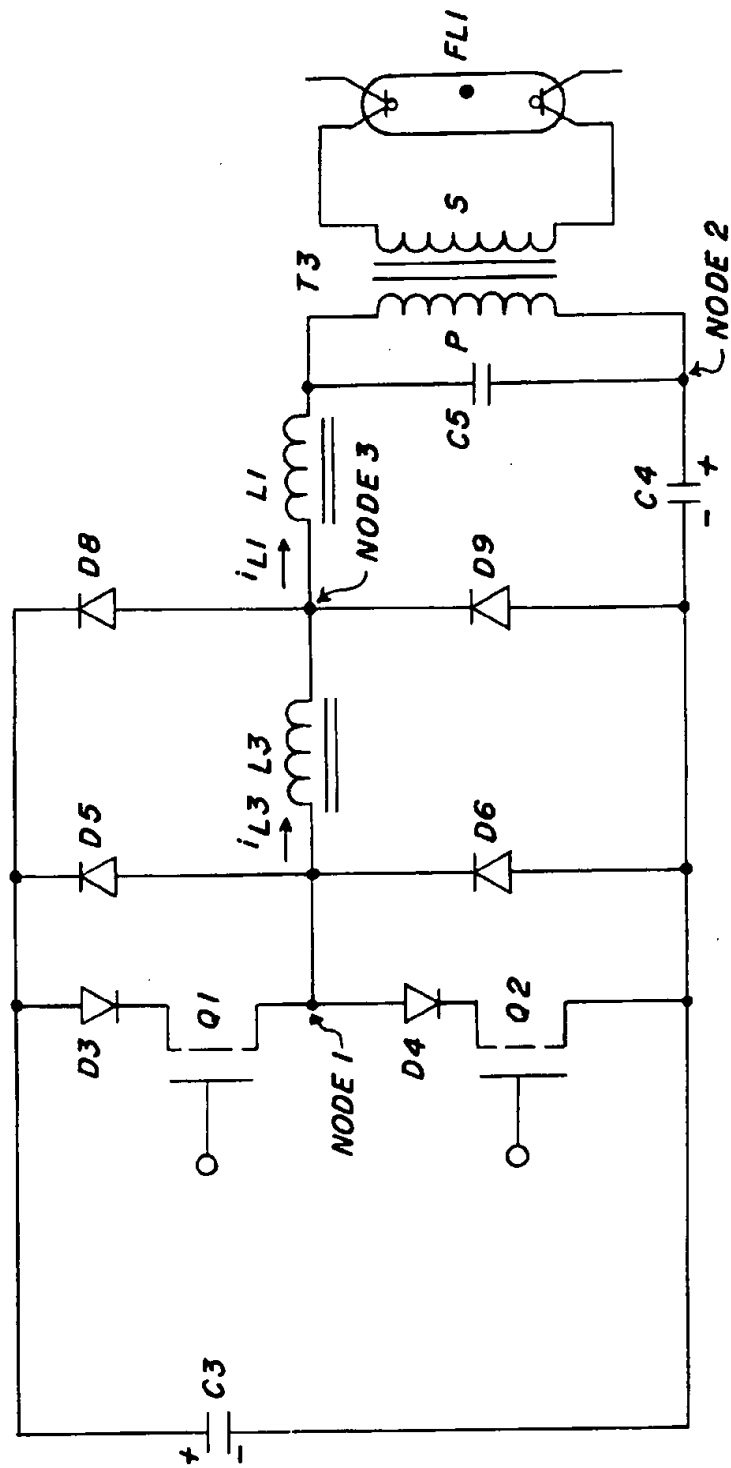 D8
D5
D3
Q1
C3
+
-
iL3
L3
iL1
L1
NODE 3
NODE 1
D4
Q2
D6
D9
C5
P
T3
S
FL1
C4
-
+
NODE 2